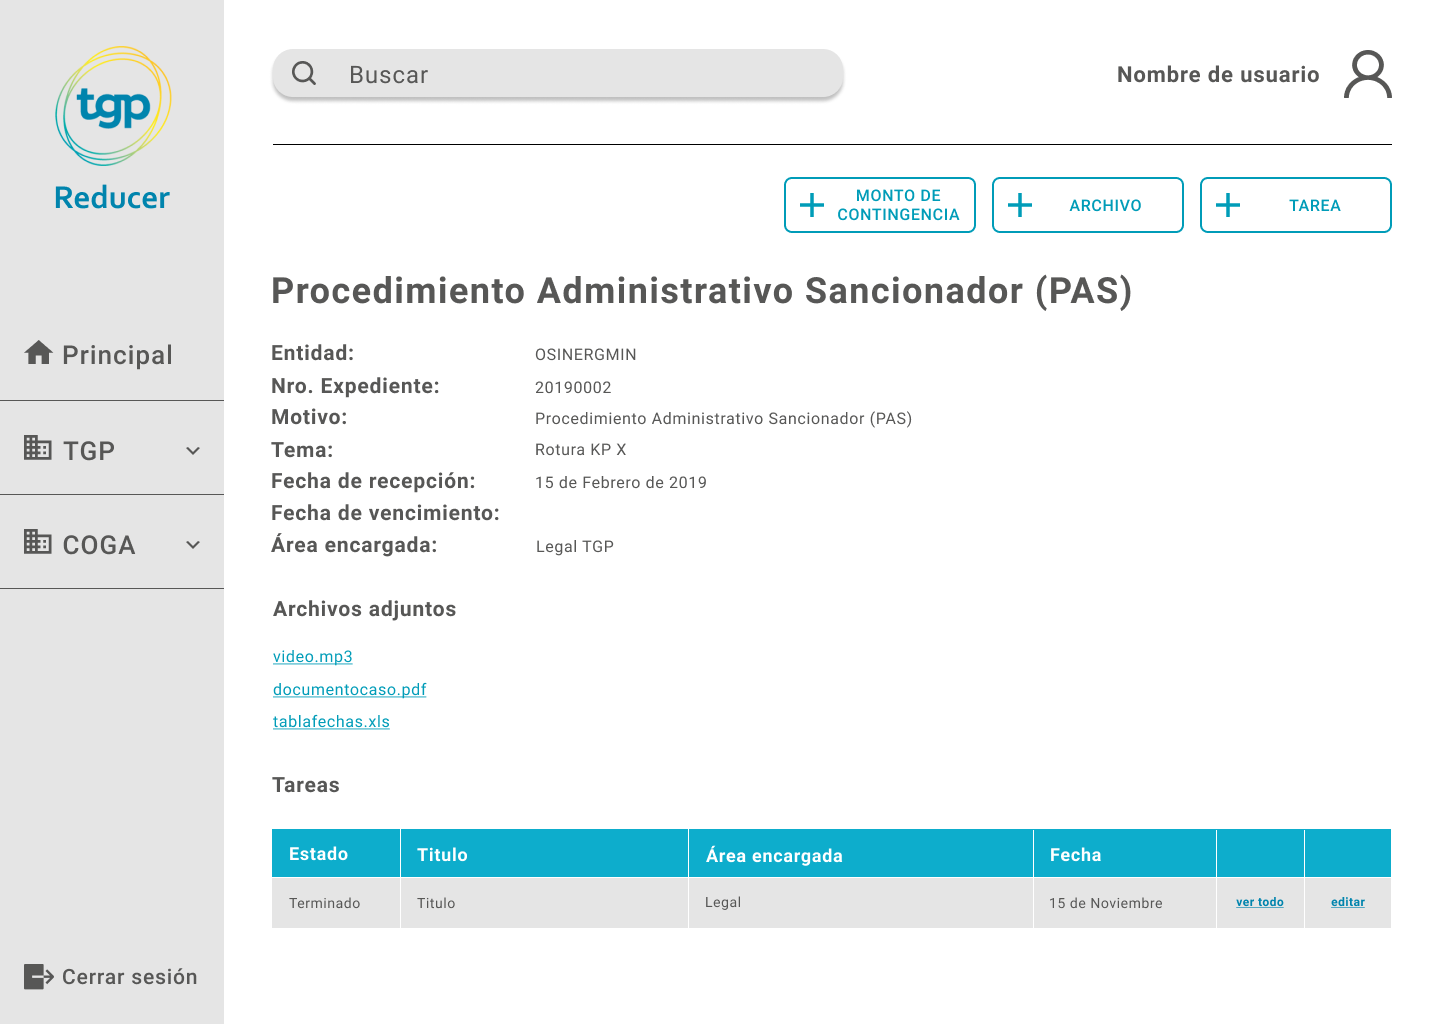 tgp
Reducer
Buscar
Nombre de usuario
MONTO DE
CONTINGENCIA
ARCHIVO
TAREA
Principal
TGP
COGA
Cerrar sesión
Procedimiento Administrativo Sancionador (PAS)
Entidad: OSINERGMIN
Nro. Expediente: 20190002
Motivo: Procedimiento Administrativo Sancionador (PAS)
Tema: Rotura KP X
Fecha de recepción: 15 de Febrero de 2019
Fecha de vencimiento:
Área encargada: Legal TGP
Archivos adjuntos
video.mp3
documentocaso.pdf
tablafechas.xls
Tareas
Estado Titulo Área encargada Fecha
Terminado Titulo Legal 15 de Noviembre ver todo editar